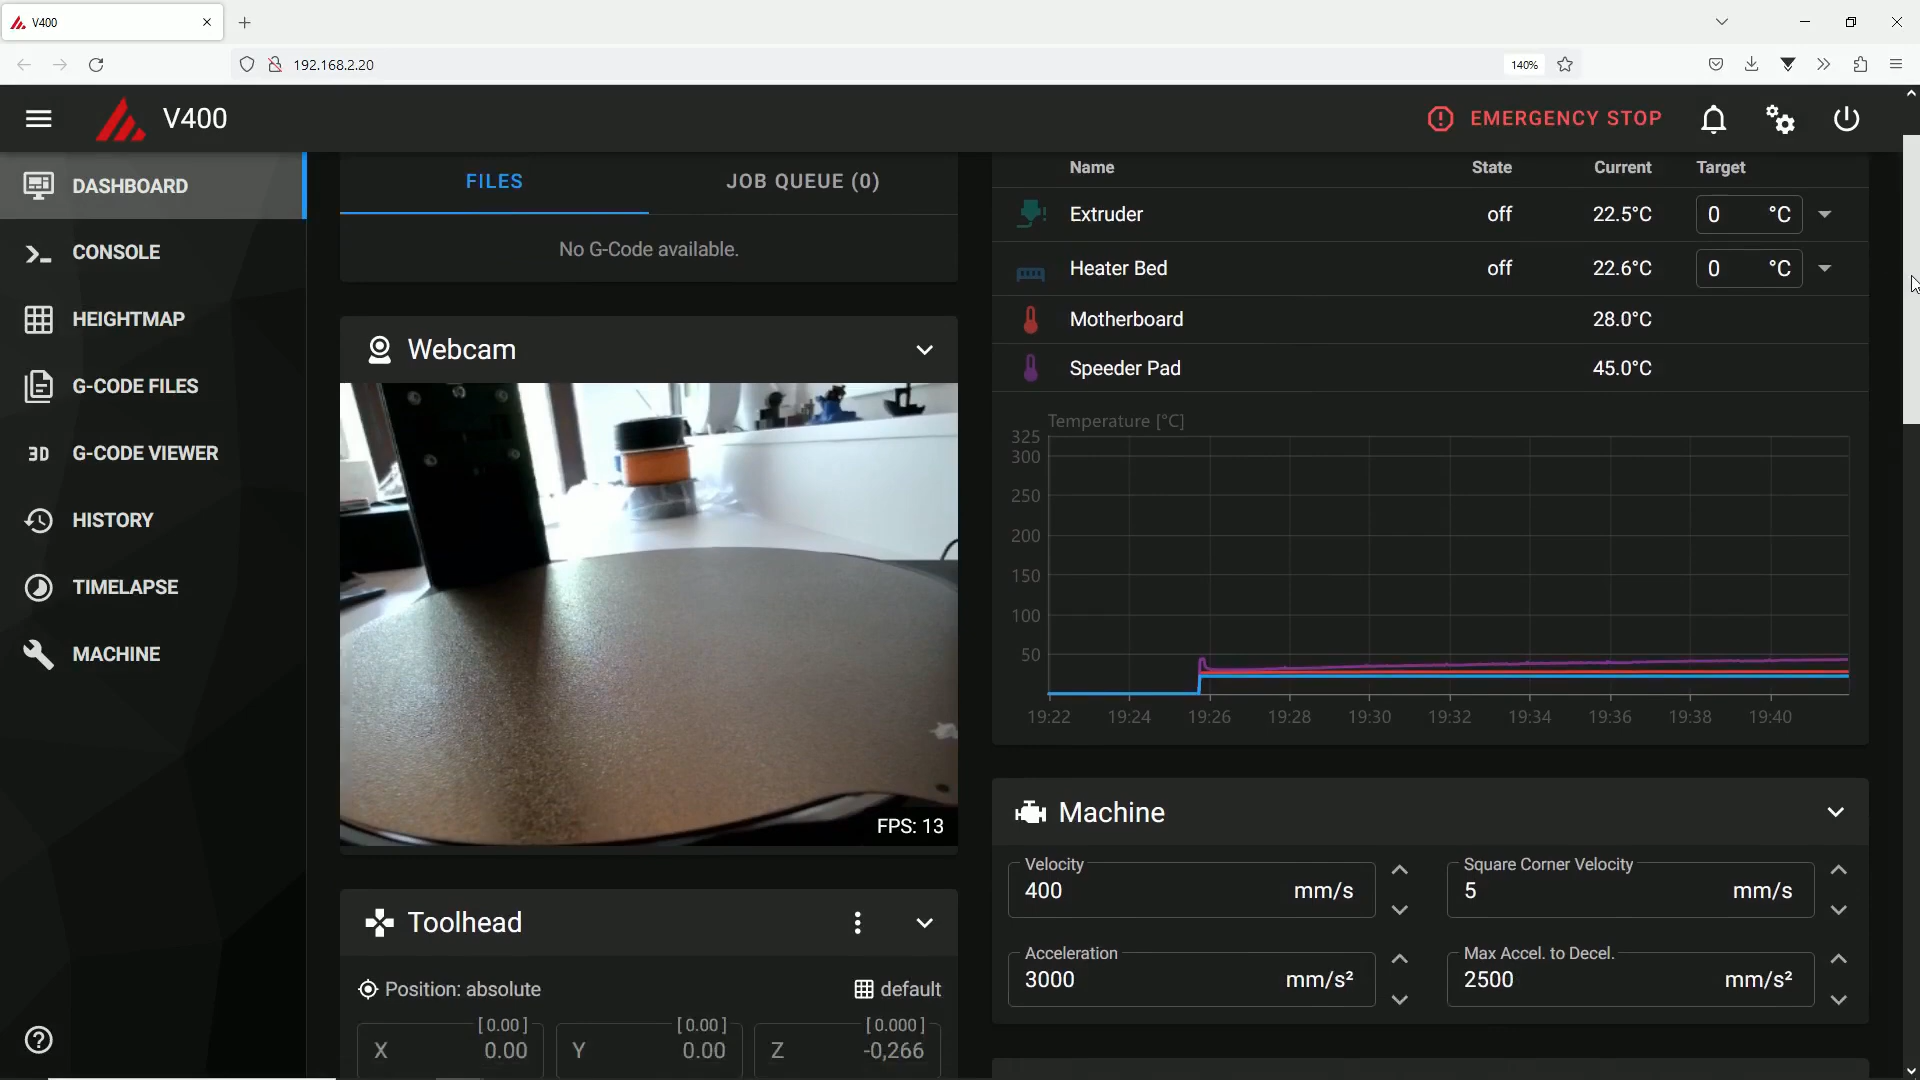 V400
192.168.2.20
140%
V400
EMERGENCY STOP
DASHBOARD
CONSOLE
HEIGHTMAP
G-CODE FILES
3D G-CODE VIEWER
HISTORY
TIMELAPSE
MACHINE
FILES JOB QUEUE (0)
No G-Code available.
Webcam
FPS: 13
Toolhead
Position: absolute default
[ 0.00 ] [ 0.00 ] [ 0.000 ]
X 0.00 Y 0.00 Z -0,266
Name State Current Target
Extruder off 22.5°C 0 °C
Heater Bed off 22.6°C 0 °C
Motherboard 28.0°C
Speeder Pad 45.0°C
Temperature [°C]
325
300
250
200
150
100
50
19:22 19:24 19:26 19:28 19:30 19:32 19:34 19:36 19:38 19:40
Machine
Velocity Square Corner Velocity
400 mm/s 5 mm/s
Acceleration Max Accel. to Decel.
3000 mm/s² 2500 mm/s²